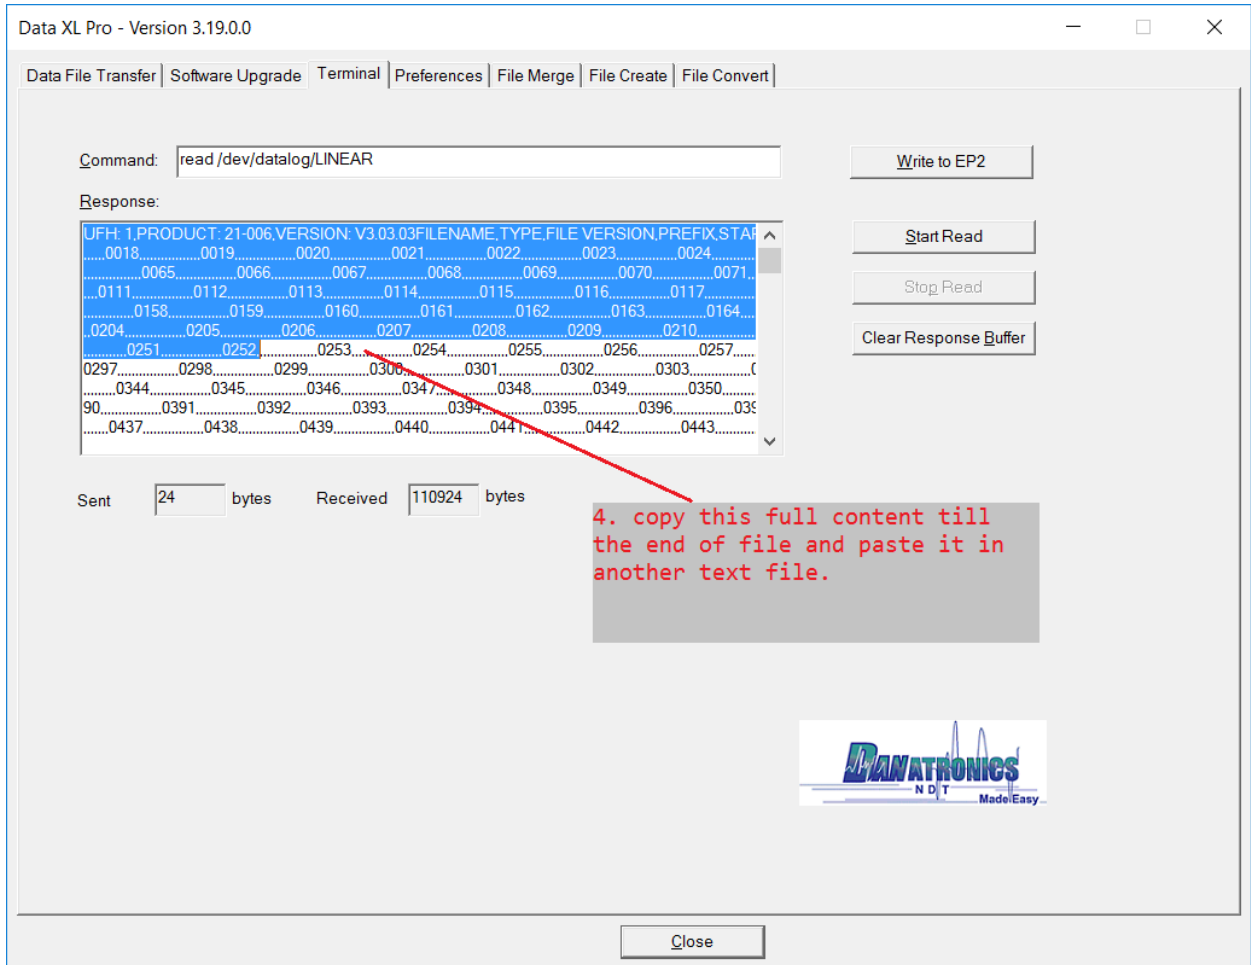 Data XL Pro - Version 3.19.0.0
Data File Transfer Software Upgrade Terminal Preferences File Merge File Create File Convert
Command: read /dev/datalog/LINEAR Write to EP2
Response:
UFH: 1,PRODUCT: 21-006,VERSION: V3.03.03FILENAME,TYPE,FILE VERSION,PREFIX,STAR
,,,,,,0018,,,,,,,,,,,,,,,,0019,,,,,,,,,,,,,,,,0020,,,,,,,,,,,,,,,,0021,,,,,,,,,,,,,,,,0022,,,,,,,,,,,,,,,,0023,,,,,,,,,,,,,,,,0024,,,,,,,,,,,
,,,,,,,,,,,,,,,0065,,,,,,,,,,,,,,,,0066,,,,,,,,,,,,,,,,0067,,,,,,,,,,,,,,,,0068,,,,,,,,,,,,,,,,0069,,,,,,,,,,,,,,,,0070,,,,,,,,,,,,,,,,0071,,
,,,,0111,,,,,,,,,,,,,,,,0112,,,,,,,,,,,,,,,,0113,,,,,,,,,,,,,,,,0114,,,,,,,,,,,,,,,,0115,,,,,,,,,,,,,,,,0116,,,,,,,,,,,,,,,,0117,,,,,,,,,,,,,
,,,,,,,,,,,,,0158,,,,,,,,,,,,,,,,0159,,,,,,,,,,,,,,,,0160,,,,,,,,,,,,,,,,0161,,,,,,,,,,,,,,,,0162,,,,,,,,,,,,,,,,0163,,,,,,,,,,,,,,,,0164,,,,
,,0204,,,,,,,,,,,,,,,,0205,,,,,,,,,,,,,,,,0206,,,,,,,,,,,,,,,,0207,,,,,,,,,,,,,,,,0208,,,,,,,,,,,,,,,,0209,,,,,,,,,,,,,,,,0210,,,,,,,,,,,,,,,
,,,,,,,,,,,0251,,,,,,,,,,,,,,,,0252,,,,,,,,,,,,,,,,0253,,,,,,,,,,,,,,,,0254,,,,,,,,,,,,,,,,0255,,,,,,,,,,,,,,,,0256,,,,,,,,,,,,,,,,0257,,,,,,
0297,,,,,,,,,,,,,,,,0298,,,,,,,,,,,,,,,,0299,,,,,,,,,,,,,,,,0300,,,,,,,,,,,,,,,,0301,,,,,,,,,,,,,,,,0302,,,,,,,,,,,,,,,,0303,,,,,,,,,,,,,,,,0
,,,,,,,,,0344,,,,,,,,,,,,,,,,0345,,,,,,,,,,,,,,,,0346,,,,,,,,,,,,,,,,0347,,,,,,,,,,,,,,,,0348,,,,,,,,,,,,,,,,0349,,,,,,,,,,,,,,,,0350,,,,,,,,,
90,,,,,,,,,,,,,,,,0391,,,,,,,,,,,,,,,,0392,,,,,,,,,,,,,,,,0393,,,,,,,,,,,,,,,,0394,,,,,,,,,,,,,,,,0395,,,,,,,,,,,,,,,,0396,,,,,,,,,,,,,,,,039
,,,,,,,0437,,,,,,,,,,,,,,,,0438,,,,,,,,,,,,,,,,0439,,,,,,,,,,,,,,,,0440,,,,,,,,,,,,,,,,0441,,,,,,,,,,,,,,,,0442,,,,,,,,,,,,,,,,0443,,,,,,,,,,,
Start Read
Stop Read
Clear Response Buffer
Sent 24 bytes Received 110924 bytes
4. copy this full content till
the end of file and paste it in
another text file.
DANATRONICS
NDT
Made Easy
Close